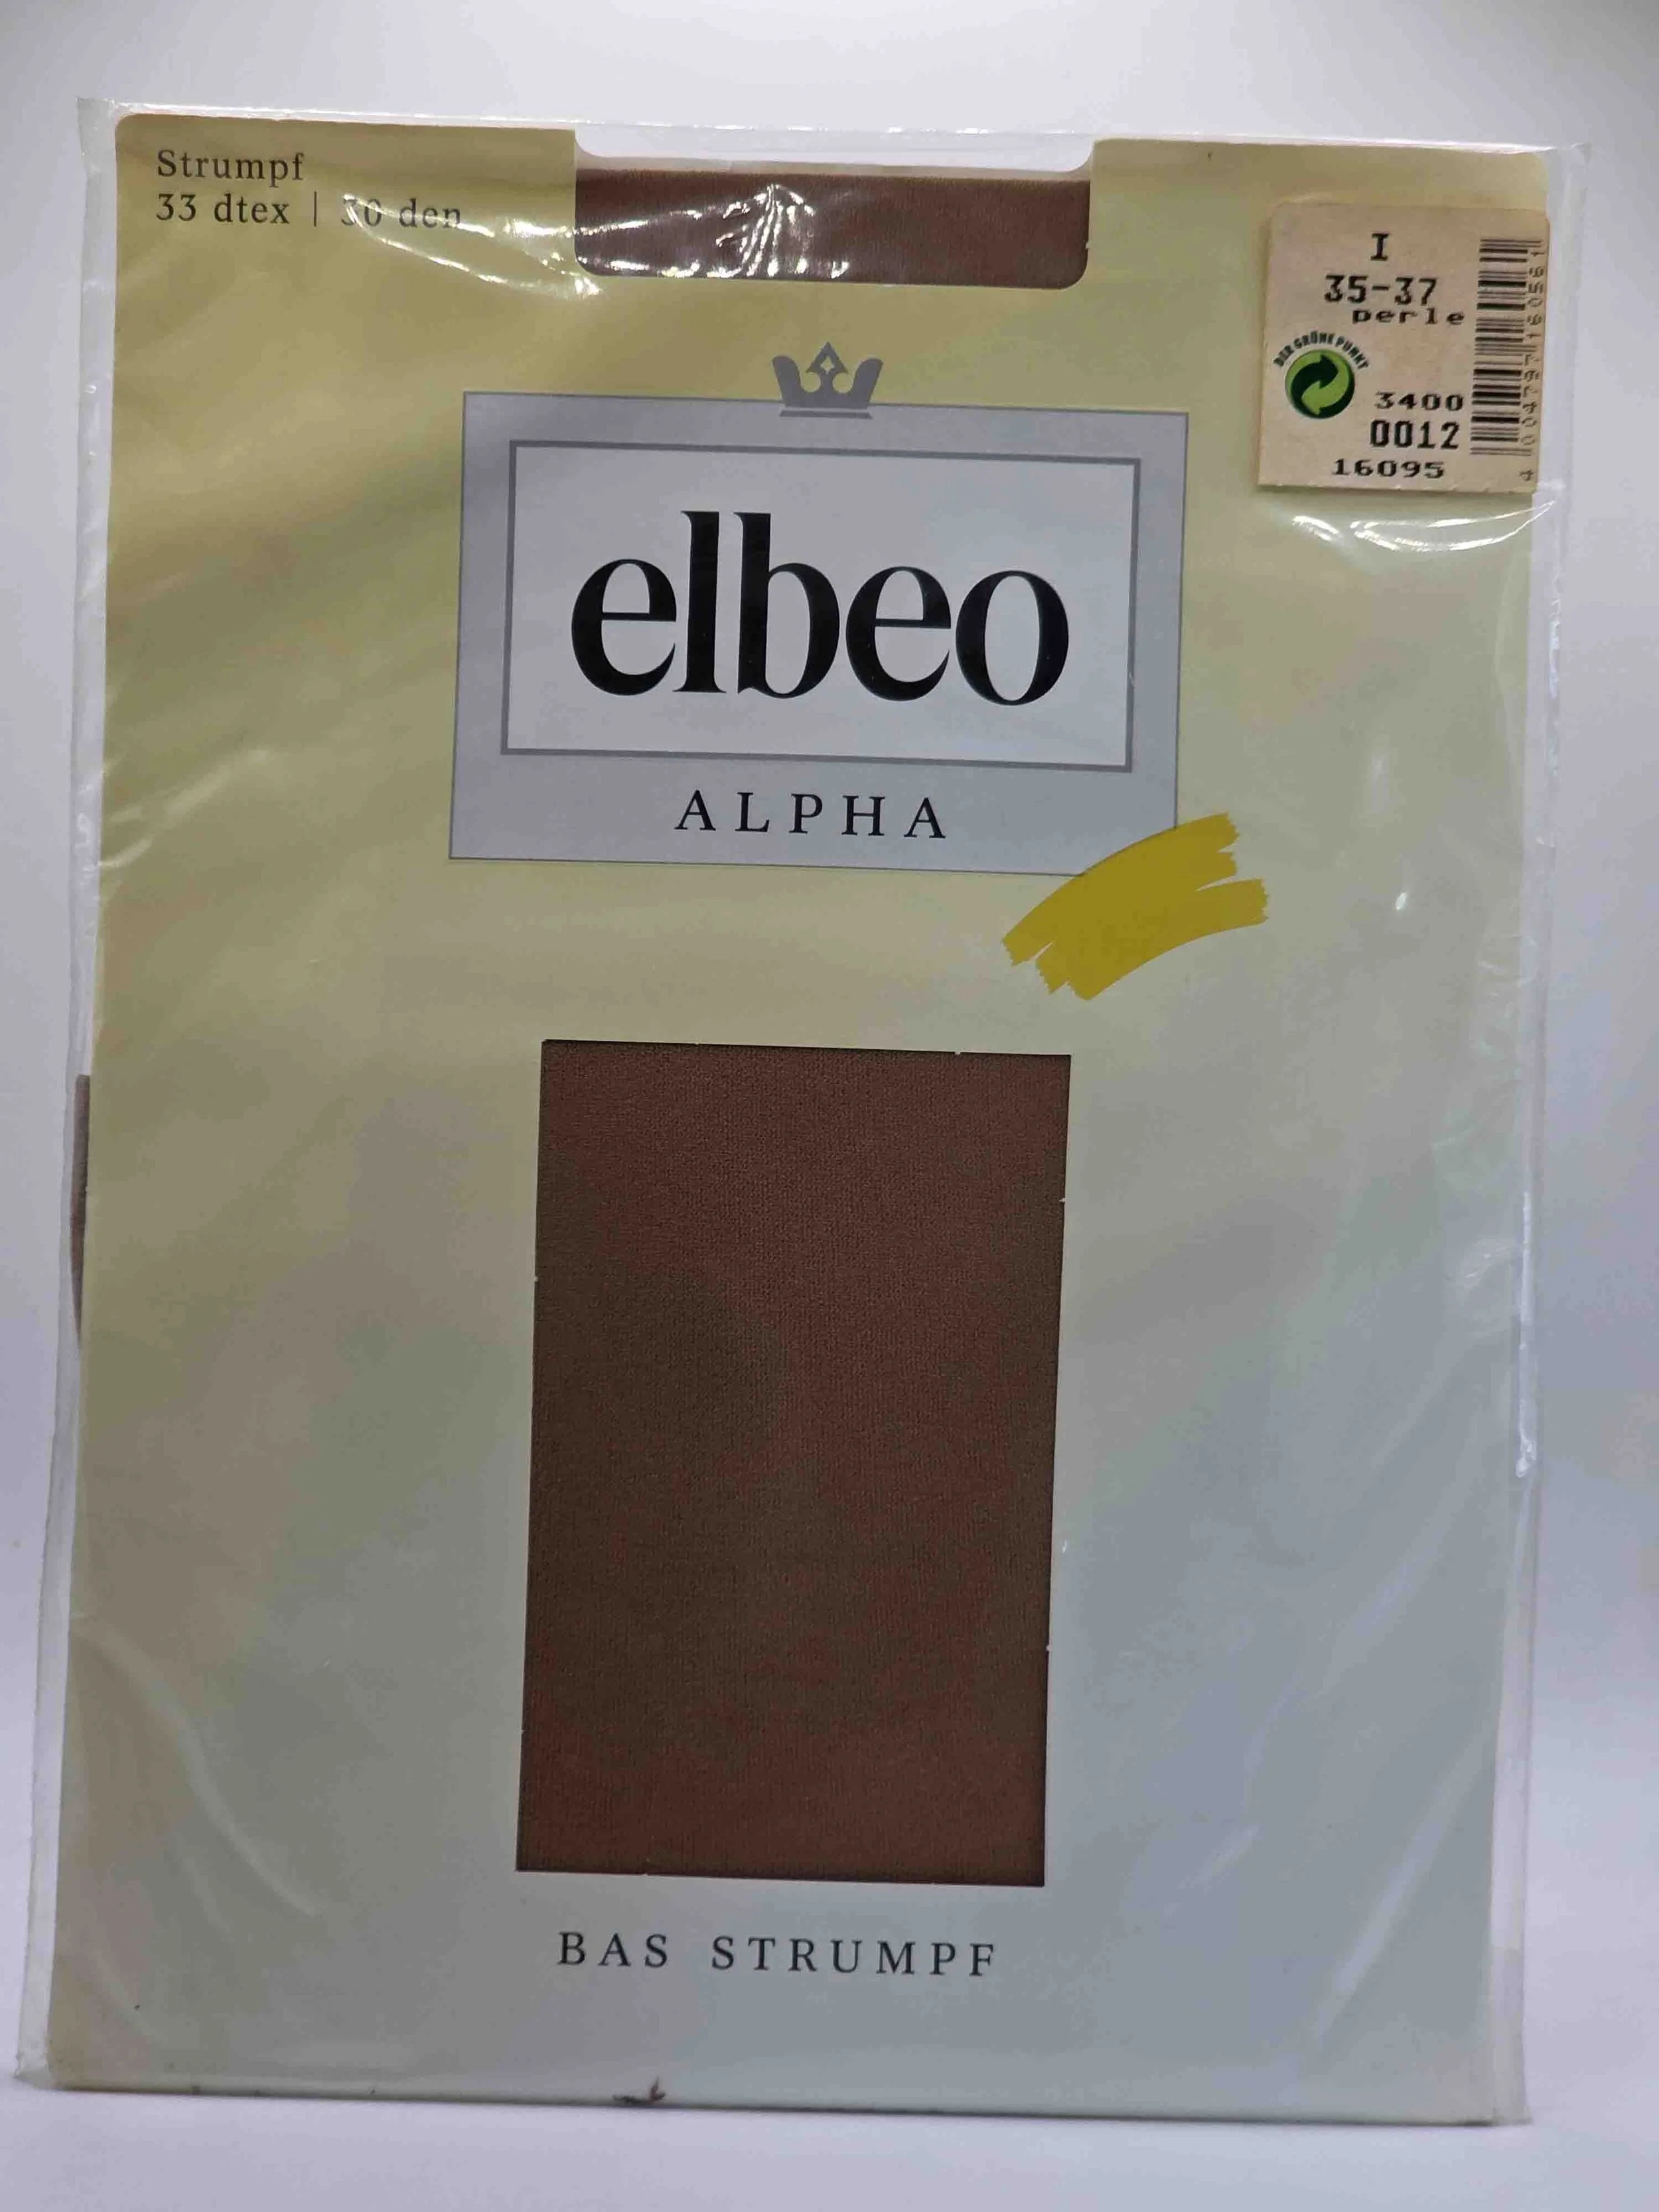 Strumpf
33 dtex | 30 den
I
35-37
perle
DER GRÜNE PUNKT
3400
0012
16095
elbeo
ALPHA
BAS STRUMPF